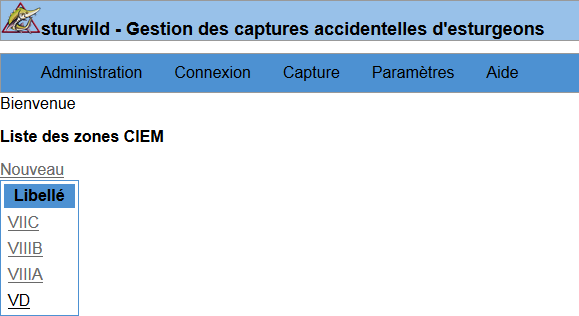 sturwild - Gestion des captures accidentelles d'esturgeons
Administration Connexion Capture Paramètres Aide
Bienvenue
Liste des zones CIEM
Nouveau
Libellé
VIIC
VIIIB
VIIIA
VD